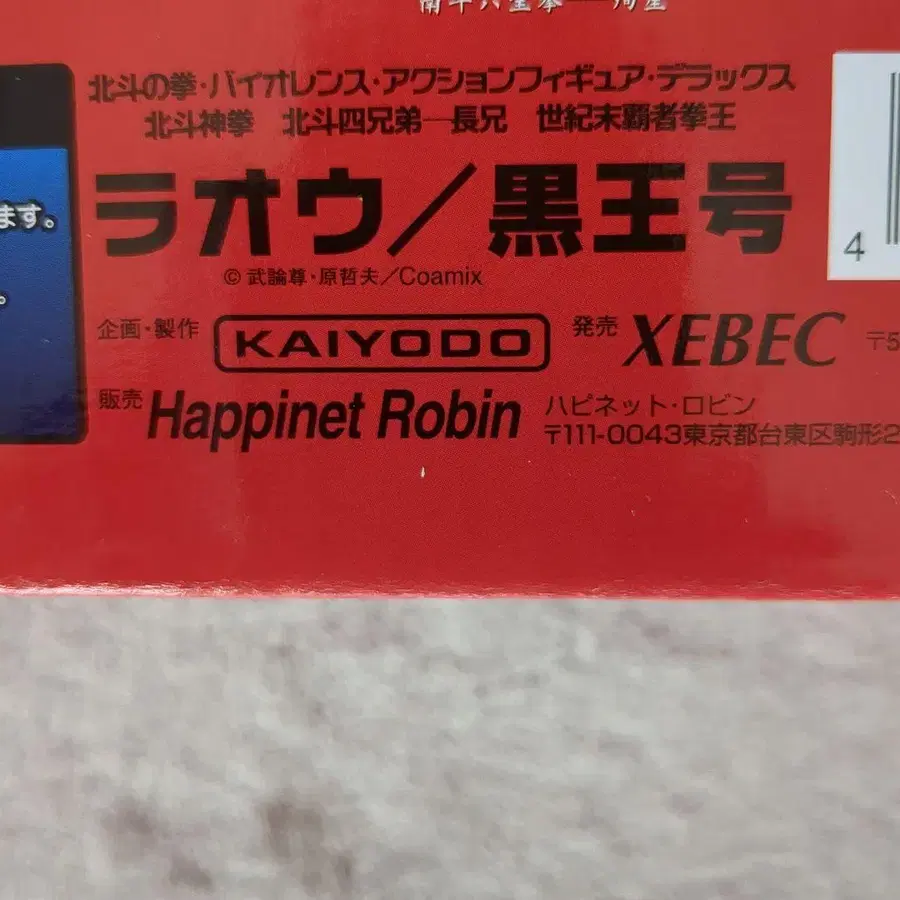 北斗の拳・バイオレンス・アクションフィギュア・デラックス
北斗神拳 北斗四兄弟―長兄 世紀末覇者拳王
ラオウ/黒王号
ます。
© 武論尊・原哲夫/Coamix
4
。
企画・製作 KAIYODO 発売 XEBEC 〒5
販売 Happinet Robin ハピネット・ロビン
〒111-0043東京都台東区駒形2